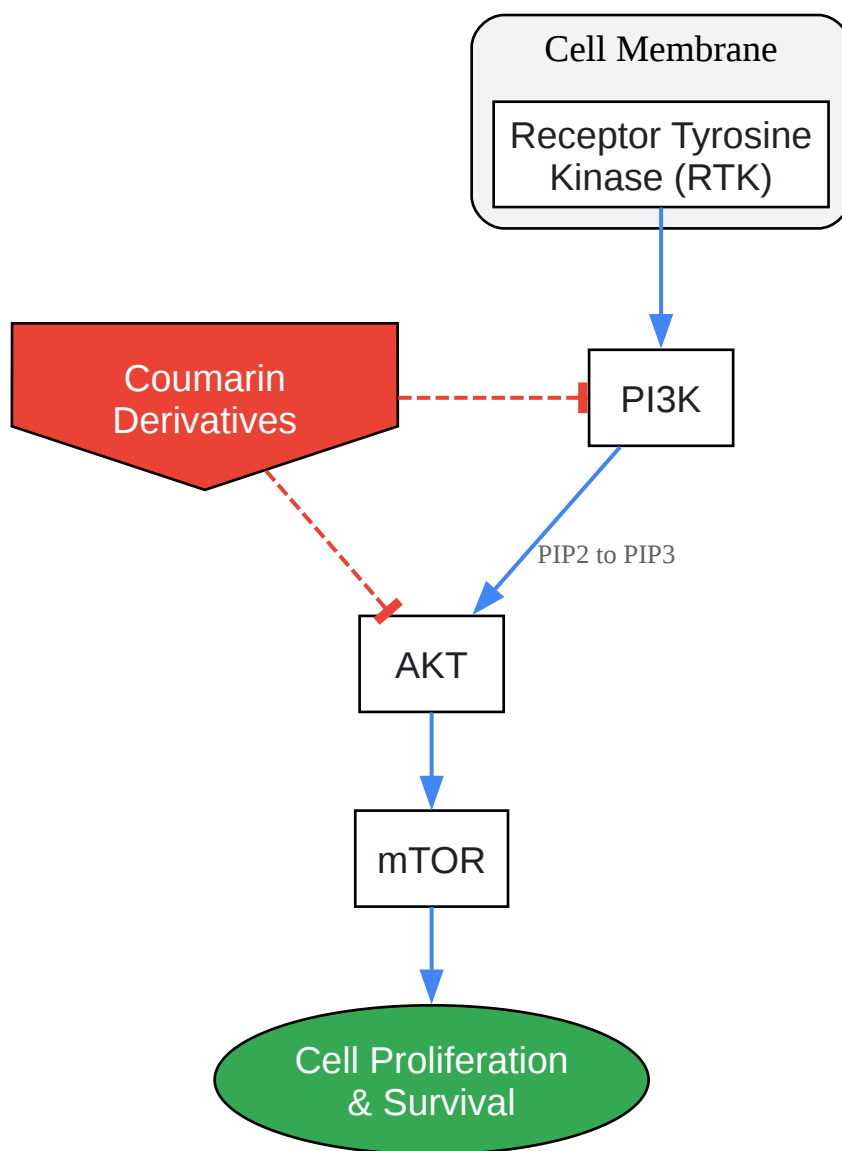 Cell Membrane
Receptor Tyrosine
Kinase (RTK)
Coumarin
Derivatives
PI3K
PIP2 to PIP3
AKT
mTOR
Cell Proliferation
& Survival